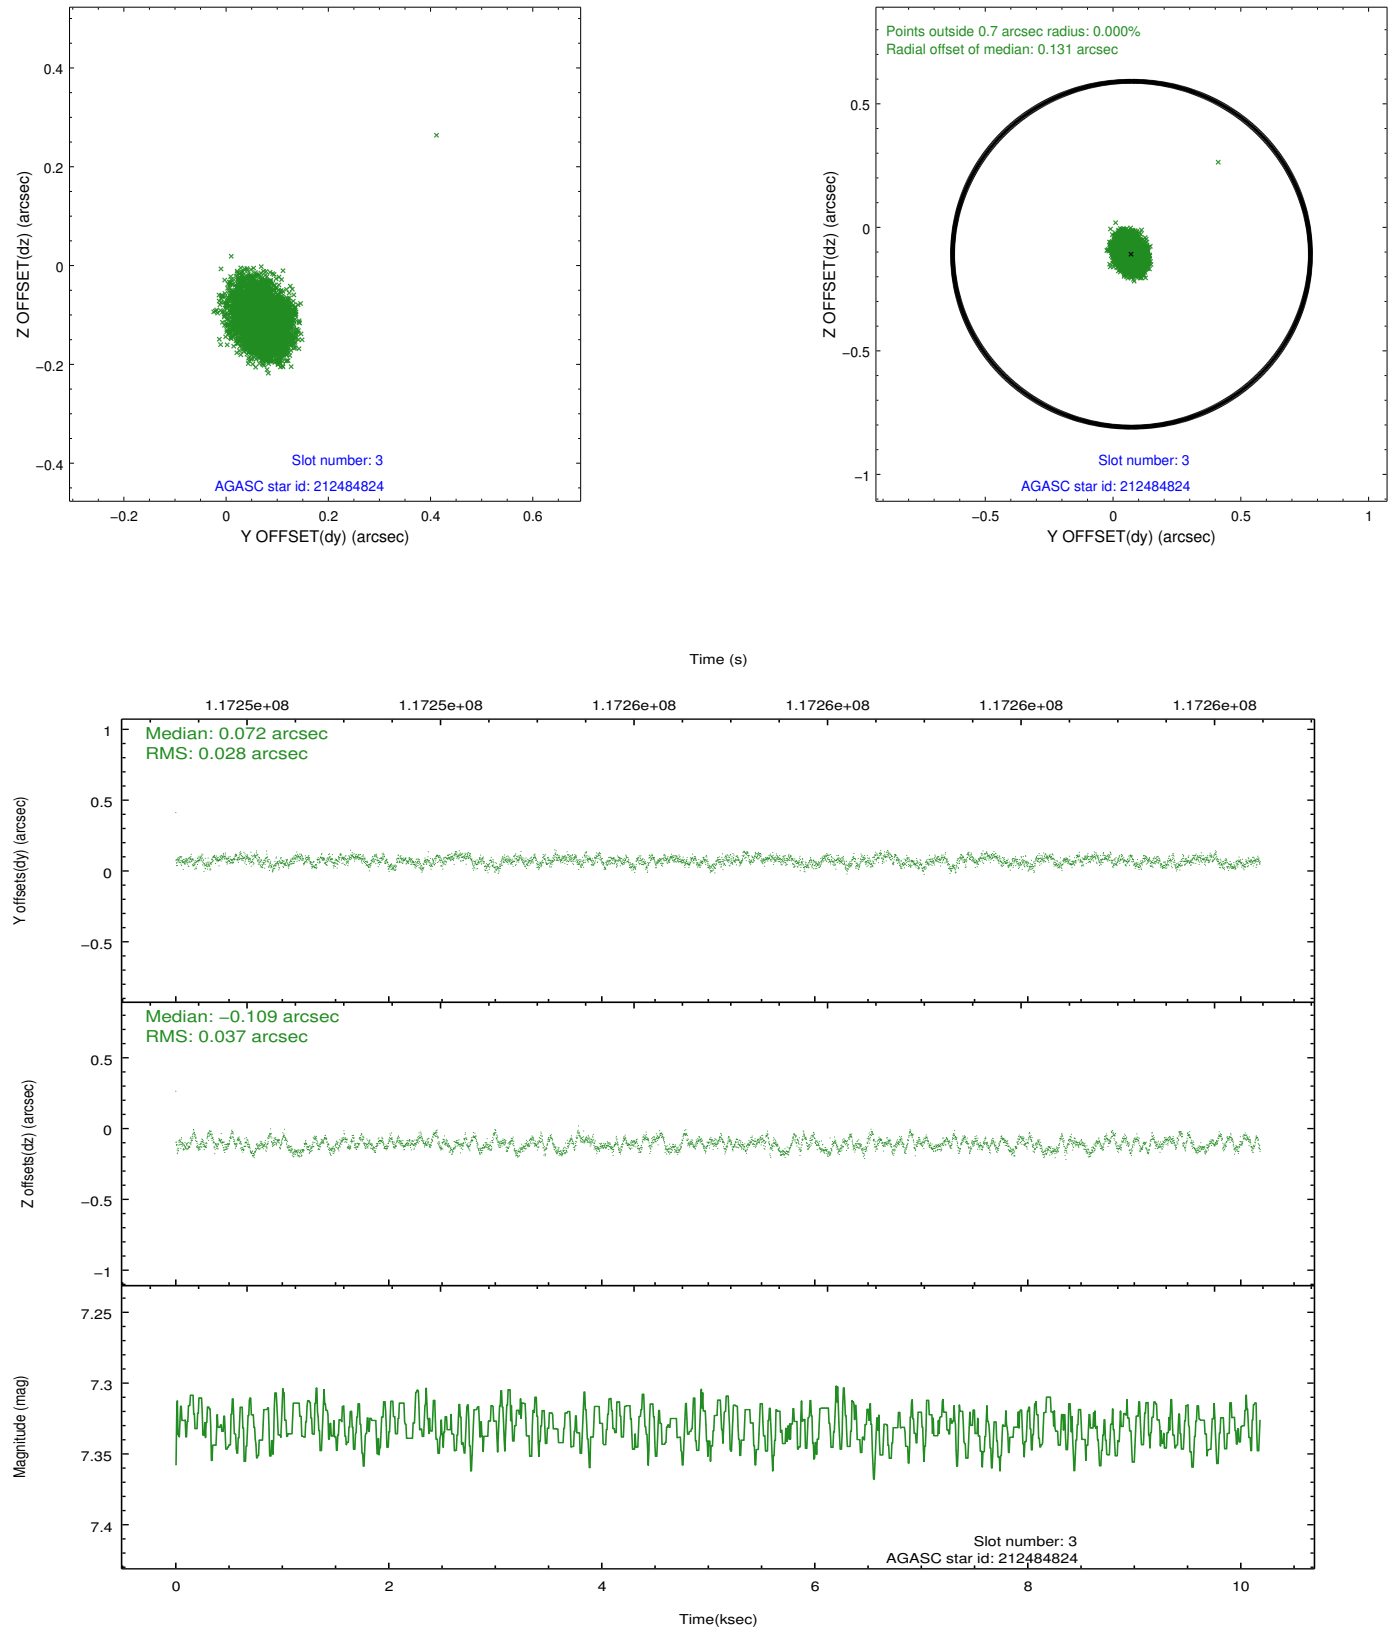 0.4
0.2
0
−0.2
−0.4
Z OFFSET(dz) (arcsec)
Slot number: 3
AGASC star id: 212484824
−0.2 0 0.2 0.4 0.6
Y OFFSET(dy) (arcsec)
Points outside 0.7 arcsec radius: 0.000%
Radial offset of median: 0.131 arcsec
0.5
0
−0.5
−1
Z OFFSET(dz) (arcsec)
Slot number: 3
AGASC star id: 212484824
−0.5 0 0.5 1
Y OFFSET(dy) (arcsec)
Time (s)
1.1725e+08 1.1725e+08 1.1726e+08 1.1726e+08 1.1726e+08 1.1726e+08
Median: 0.072 arcsec
RMS: 0.028 arcsec
1
0.5
0
−0.5
Y offsets(dy) (arcsec)
Median: −0.109 arcsec
RMS: 0.037 arcsec
0.5
0
−0.5
−1
Z offsets(dz) (arcsec)
7.25
7.3
7.35
7.4
Magnitude (mag)
Slot number: 3
AGASC star id: 212484824
0 2 4 6 8 10
Time(ksec)